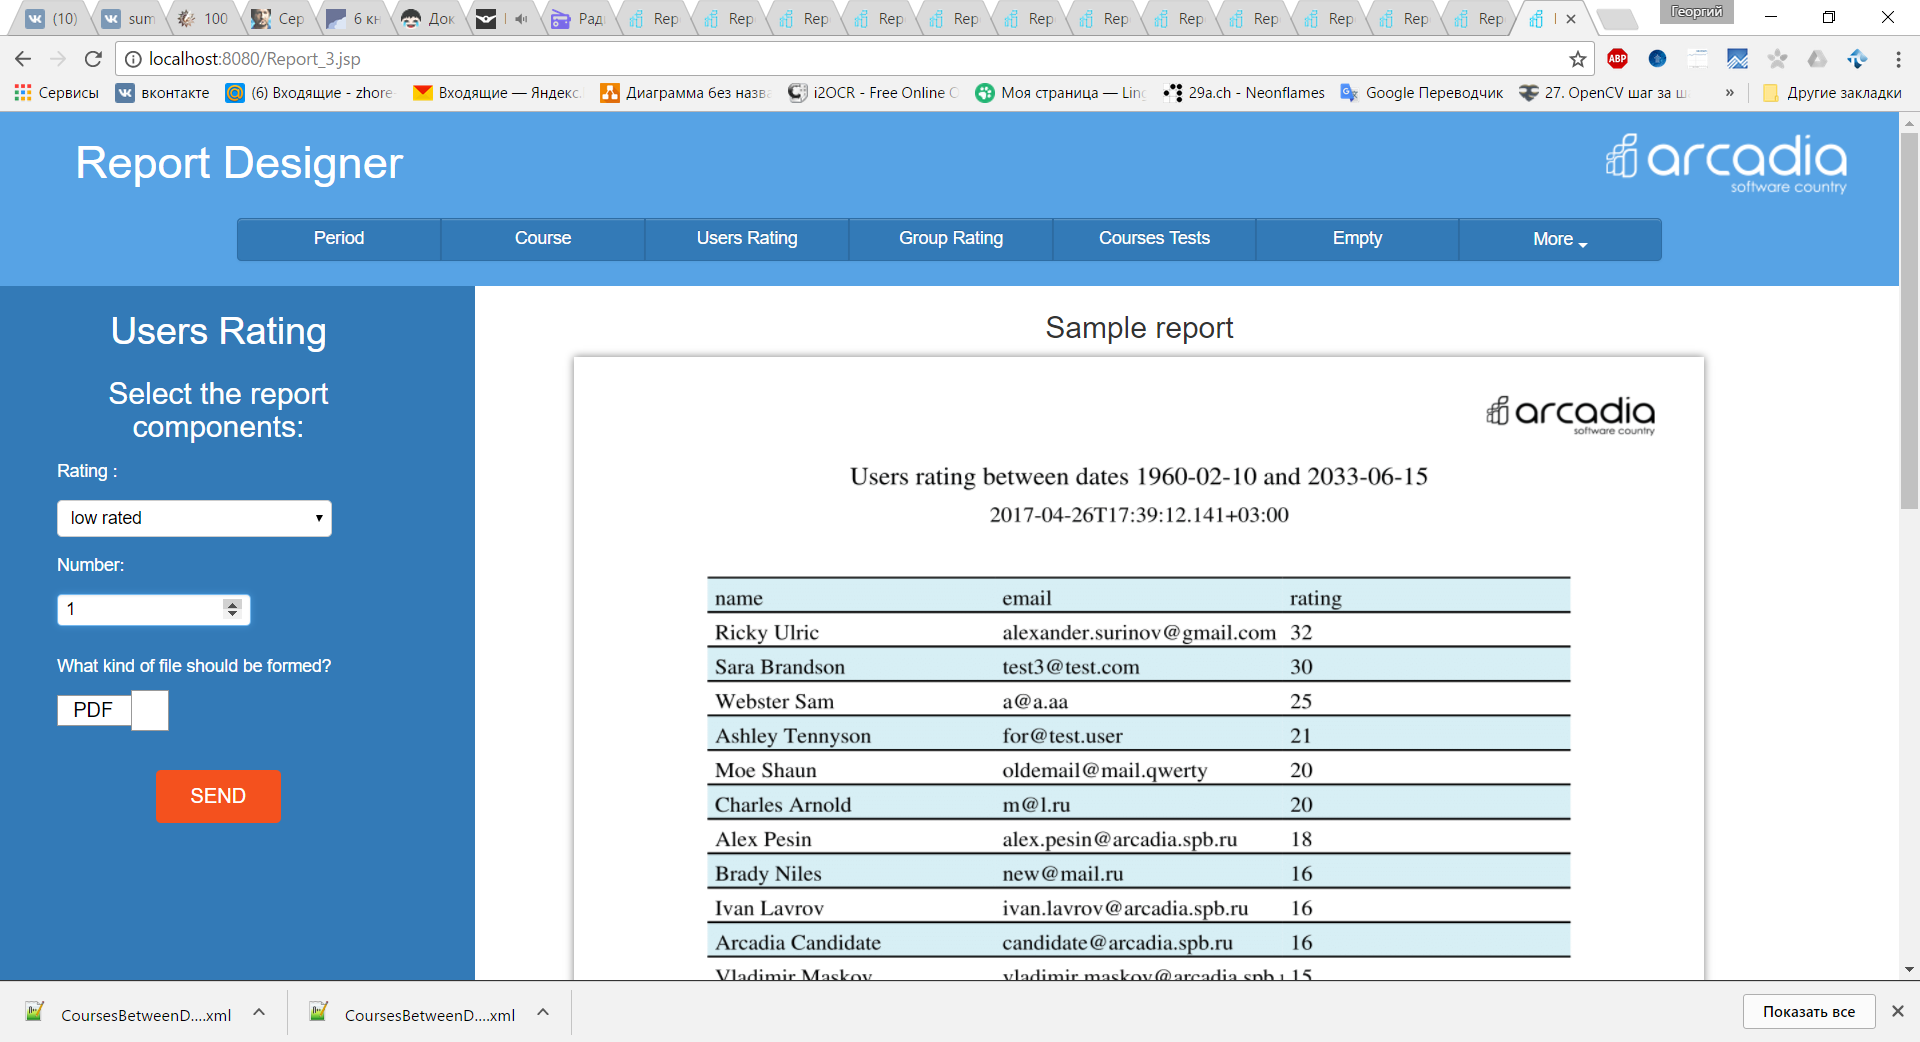 (10)
sum
100
Сер
6 кн
Док
Рад
Rep
Rep
Rep
Rep
Rep
Rep
Rep
Rep
Rep
Rep
Rep
Rep
Георгий
localhost:8080/Report_3.jsp
ABP
Сервисы
вконтакте
(6) Входящие - zhore
Входящие — Яндекс.
Диаграмма без назва
i2OCR - Free Online O
Моя страница — Ling
29a.ch - Neonflames
Google Переводчик
27. OpenCV шаг за ша
»
Другие закладки
Report Designer
arcadia
software country
Period
Course
Users Rating
Group Rating
Courses Tests
Empty
More
Users Rating
Select the report
components:
Rating :
low rated
Number:
1
What kind of file should be formed?
PDF
SEND
Sample report
arcadia
software country
Users rating between dates 1960-02-10 and 2033-06-15
2017-04-26T17:39:12.141+03:00
name email rating
Ricky Ulric alexander.surinov@gmail.com 32
Sara Brandson test3@test.com 30
Webster Sam a@a.aa 25
Ashley Tennyson for@test.user 21
Moe Shaun oldemail@mail.qwerty 20
Charles Arnold m@l.ru 20
Alex Pesin alex.pesin@arcadia.spb.ru 18
Brady Niles new@mail.ru 16
Ivan Lavrov ivan.lavrov@arcadia.spb.ru 16
Arcadia Candidate candidate@arcadia.spb.ru 16
Vladimir Maskov vladimir.maskov@arcadia.spb.r 15
CoursesBetweenD....xml
CoursesBetweenD....xml
Показать все